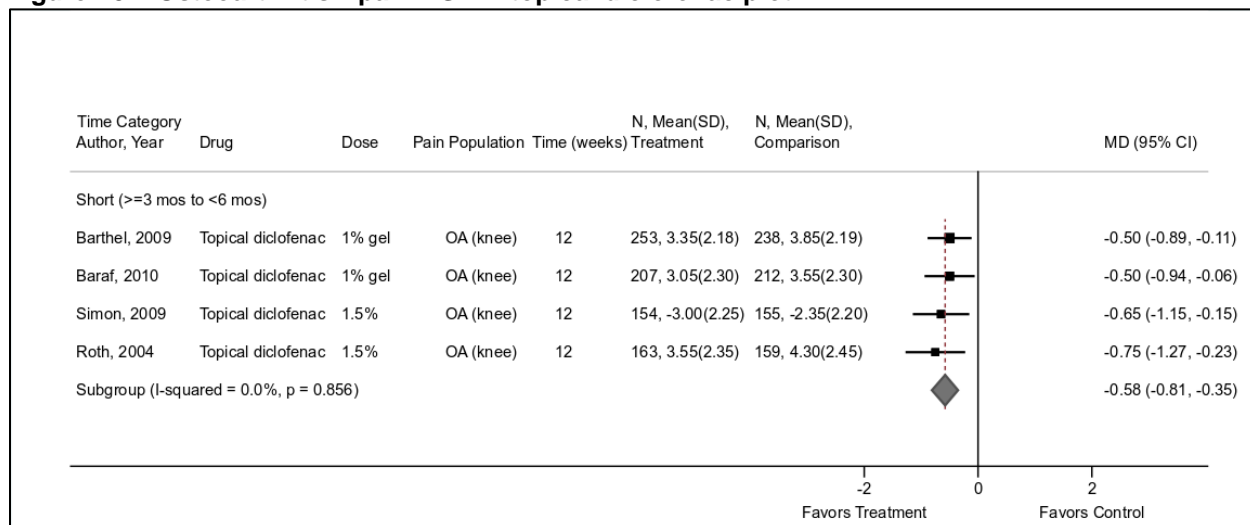 Time Category
Author, Year Drug Dose Pain Population Time (weeks) N, Mean(SD), Treatment N, Mean(SD), Comparison MD (95% CI)
Short (>=3 mos to <6 mos)
Barthel, 2009 Topical diclofenac 1% gel OA (knee) 12 253, 3.35(2.18) 238, 3.85(2.19) -0.50 (-0.89, -0.11)
Baraf, 2010 Topical diclofenac 1% gel OA (knee) 12 207, 3.05(2.30) 212, 3.55(2.30) -0.50 (-0.94, -0.06)
Simon, 2009 Topical diclofenac 1.5% OA (knee) 12 154, -3.00(2.25) 155, -2.35(2.20) -0.65 (-1.15, -0.15)
Roth, 2004 Topical diclofenac 1.5% OA (knee) 12 163, 3.55(2.35) 159, 4.30(2.45) -0.75 (-1.27, -0.23)
Subgroup (I-squared = 0.0%, p = 0.856) -0.58 (-0.81, -0.35)
-2 0 2
Favors Treatment Favors Control